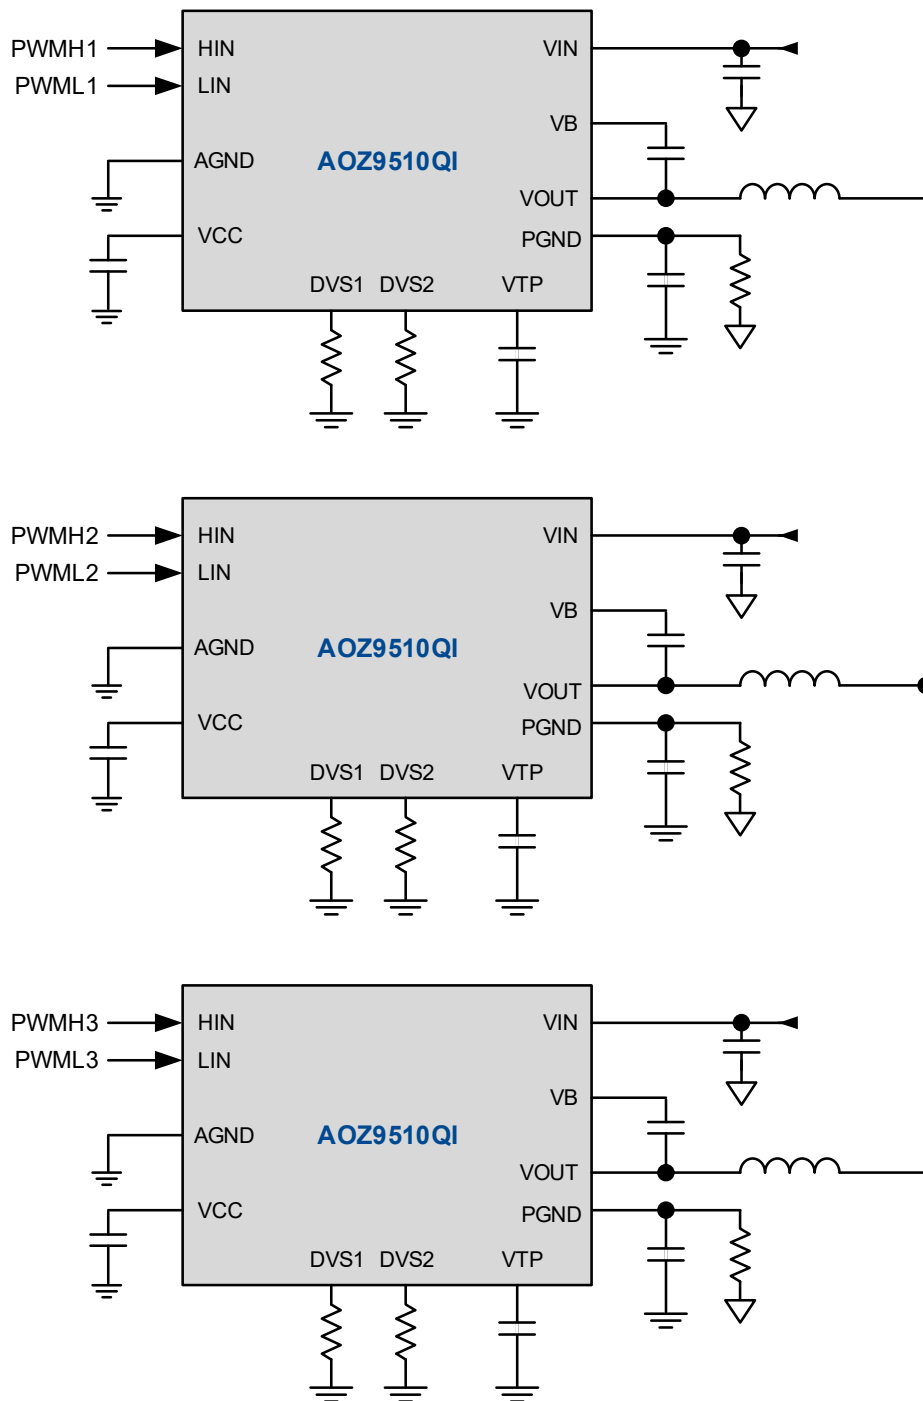 PWMH1 HIN VIN
PWML1 LIN
VB
AGND AOZ9510QI
VOUT
VCC PGND
DVS1 DVS2 VTP
PWMH2 HIN VIN
PWML2 LIN
VB
AGND AOZ9510QI
VOUT
VCC PGND
DVS1 DVS2 VTP
PWMH3 HIN VIN
PWML3 LIN
VB
AGND AOZ9510QI
VOUT
VCC PGND
DVS1 DVS2 VTP